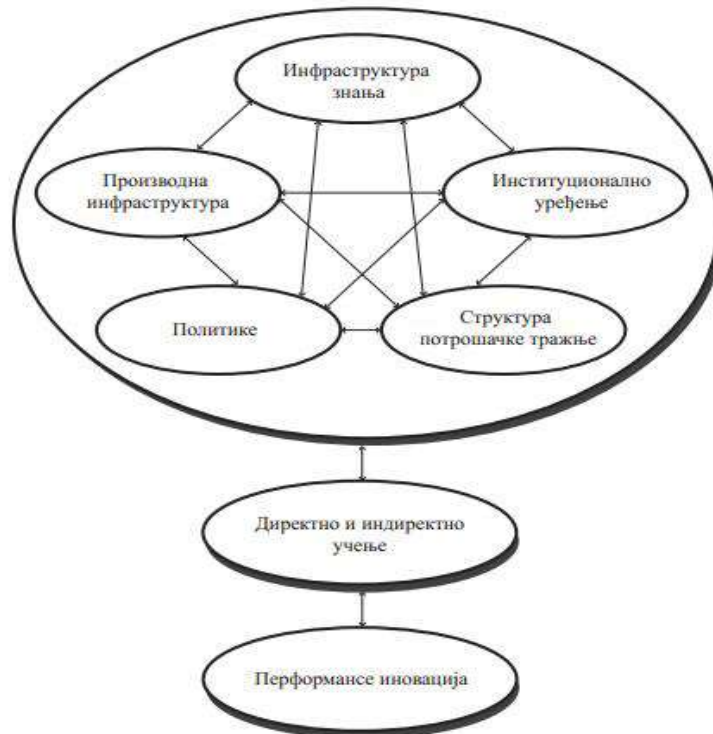 Инфраструктура
знања
Производна
инфраструктура
Институционално
уређење
Политике
Структура
потрошачке тражње
Директно и индиректно
учење
Перформансе иновација